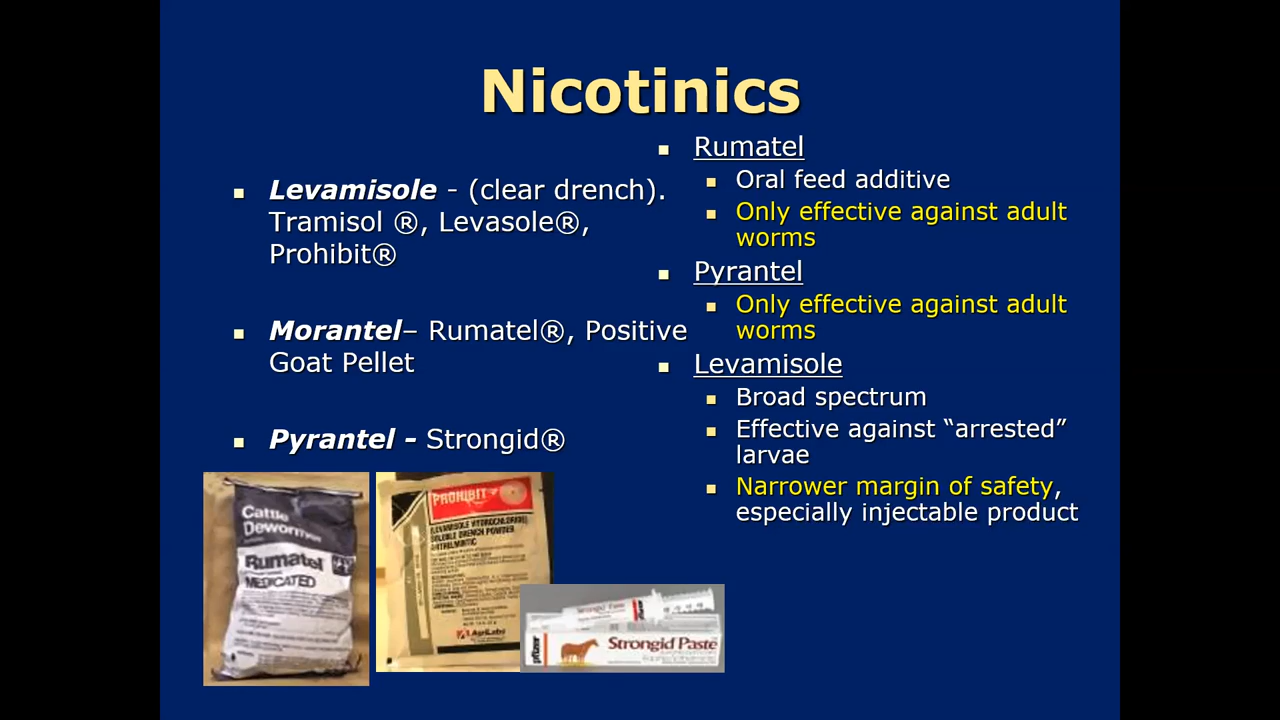 Nicotinics
Levamisole - (clear drench).
Tramisol ®, Levasole®,
Prohibit®
Morantel– Rumatel®, Positive
Goat Pellet
Pyrantel - Strongid®
Rumatel
Oral feed additive
Only effective against adult
worms
Pyrantel
Only effective against adult
worms
Levamisole
Broad spectrum
Effective against “arrested”
larvae
Narrower margin of safety,
especially injectable product
Cattle
Dewormer
Rumatel
MEDICATED
PROHIBIT
(LEVAMISOLE HYDROCHLORIDE)
SOLUBLE DRENCH POWDER
ANTHELMINTIC
AgriLabs
Strongid Paste
Pfizer
Strongid Paste